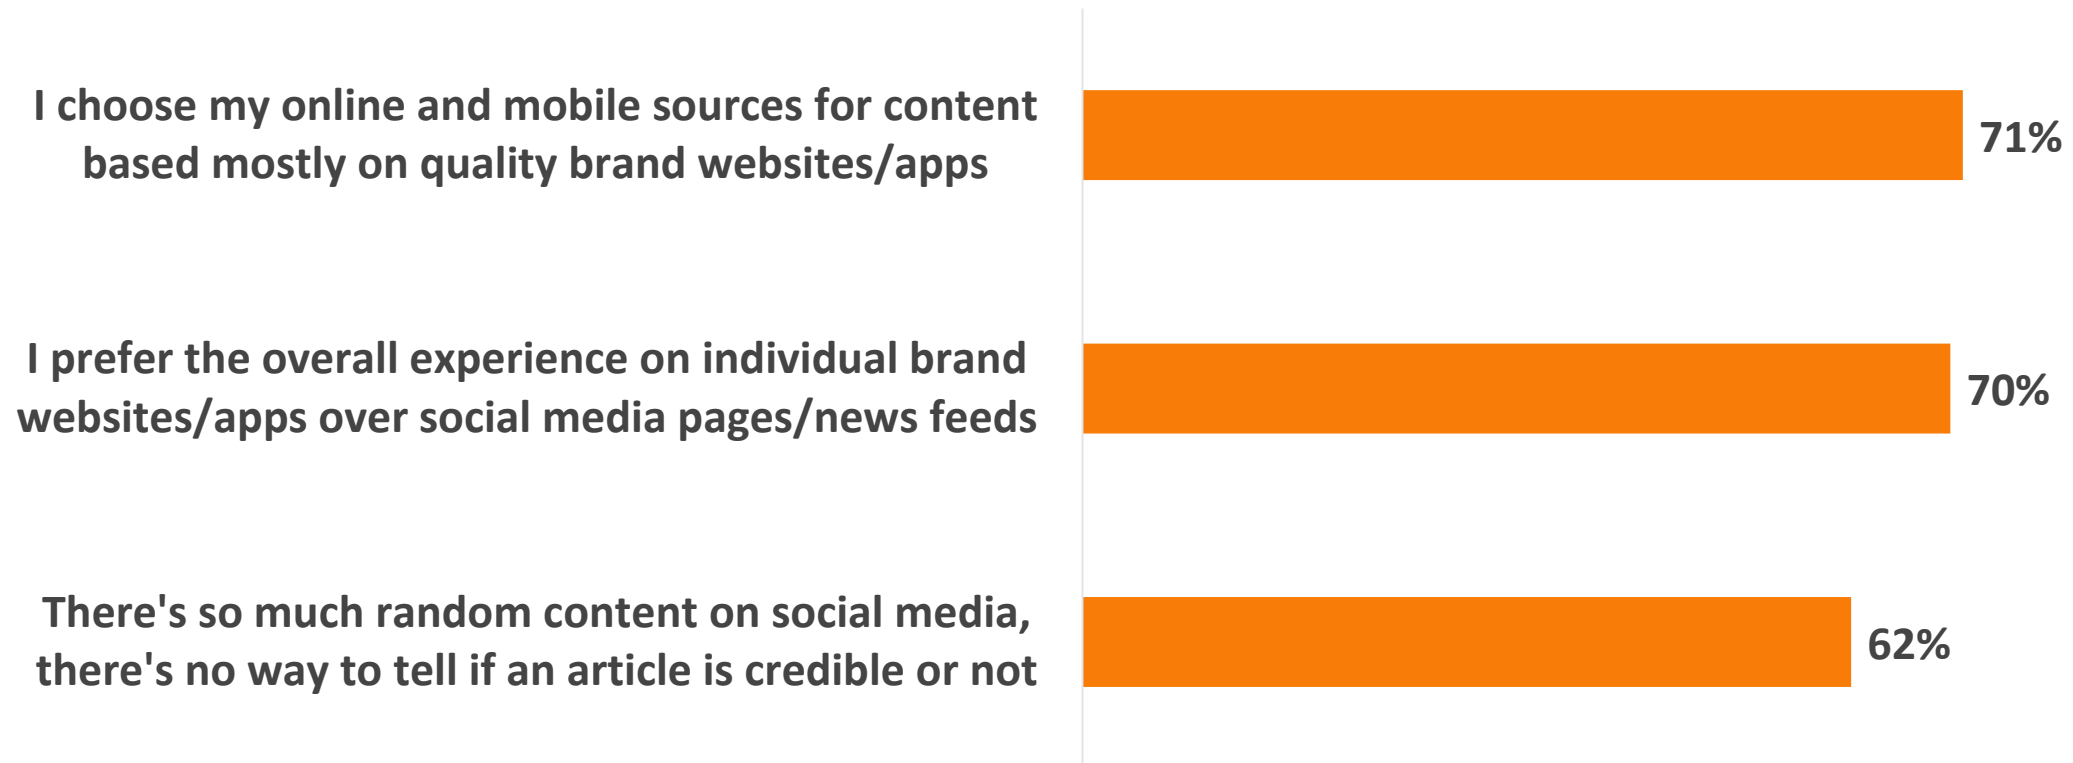 I choose my online and mobile sources for content
based mostly on quality brand websites/apps
71%
I prefer the overall experience on individual brand
websites/apps over social media pages/news feeds
70%
There's so much random content on social media,
there's no way to tell if an article is credible or not
62%